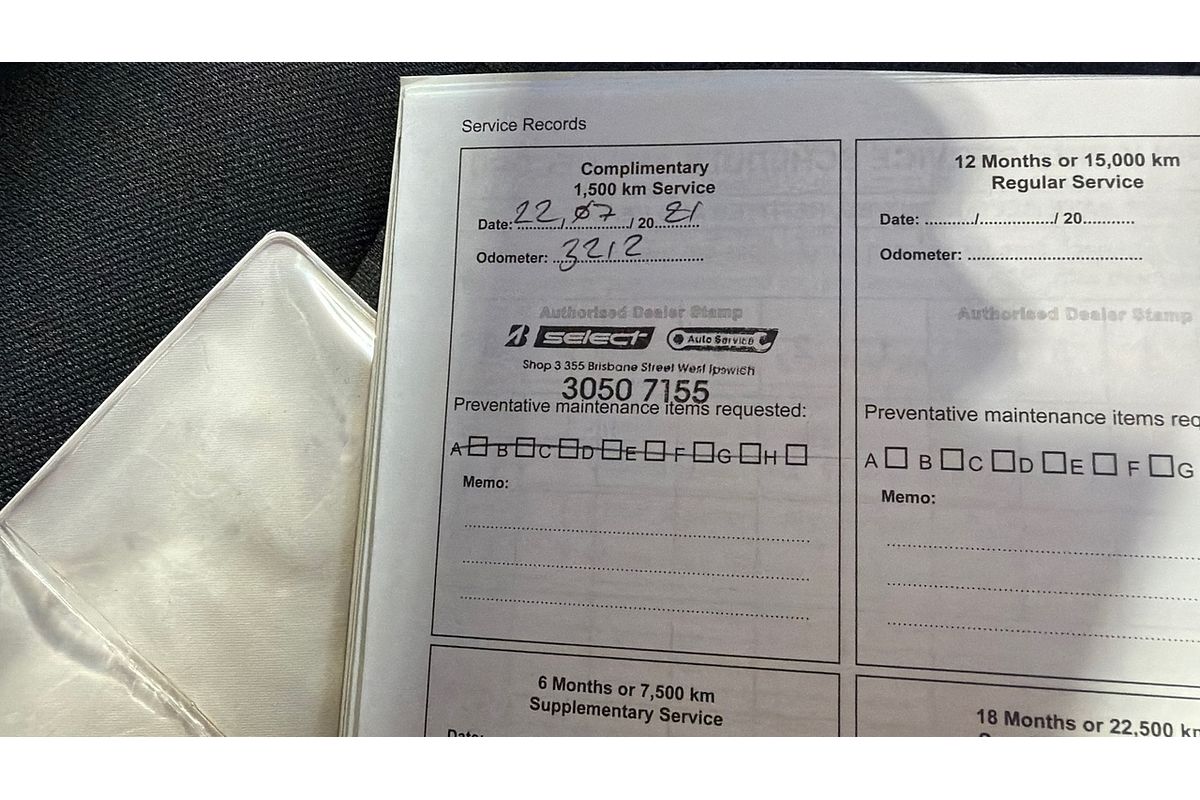 Service Records
Complimentary
1,500 km Service
Date: 22/07/2021
Odometer: 3212
Authorised Dealer Stamp
SELECT Auto Service
Shop 3 355 Brisbane Street West Ipswich
3050 7155
Preventative maintenance items requested:
A B C D E F G H
Memo:
12 Months or 15,000 km
Regular Service
Date: ........../............../ 20..........
Odometer: ....................................
Authorised Dealer Stamp
Preventative maintenance items req
A B C D E F G
Memo:
6 Months or 7,500 km
Supplementary Service
Date:
18 Months or 22,500 km